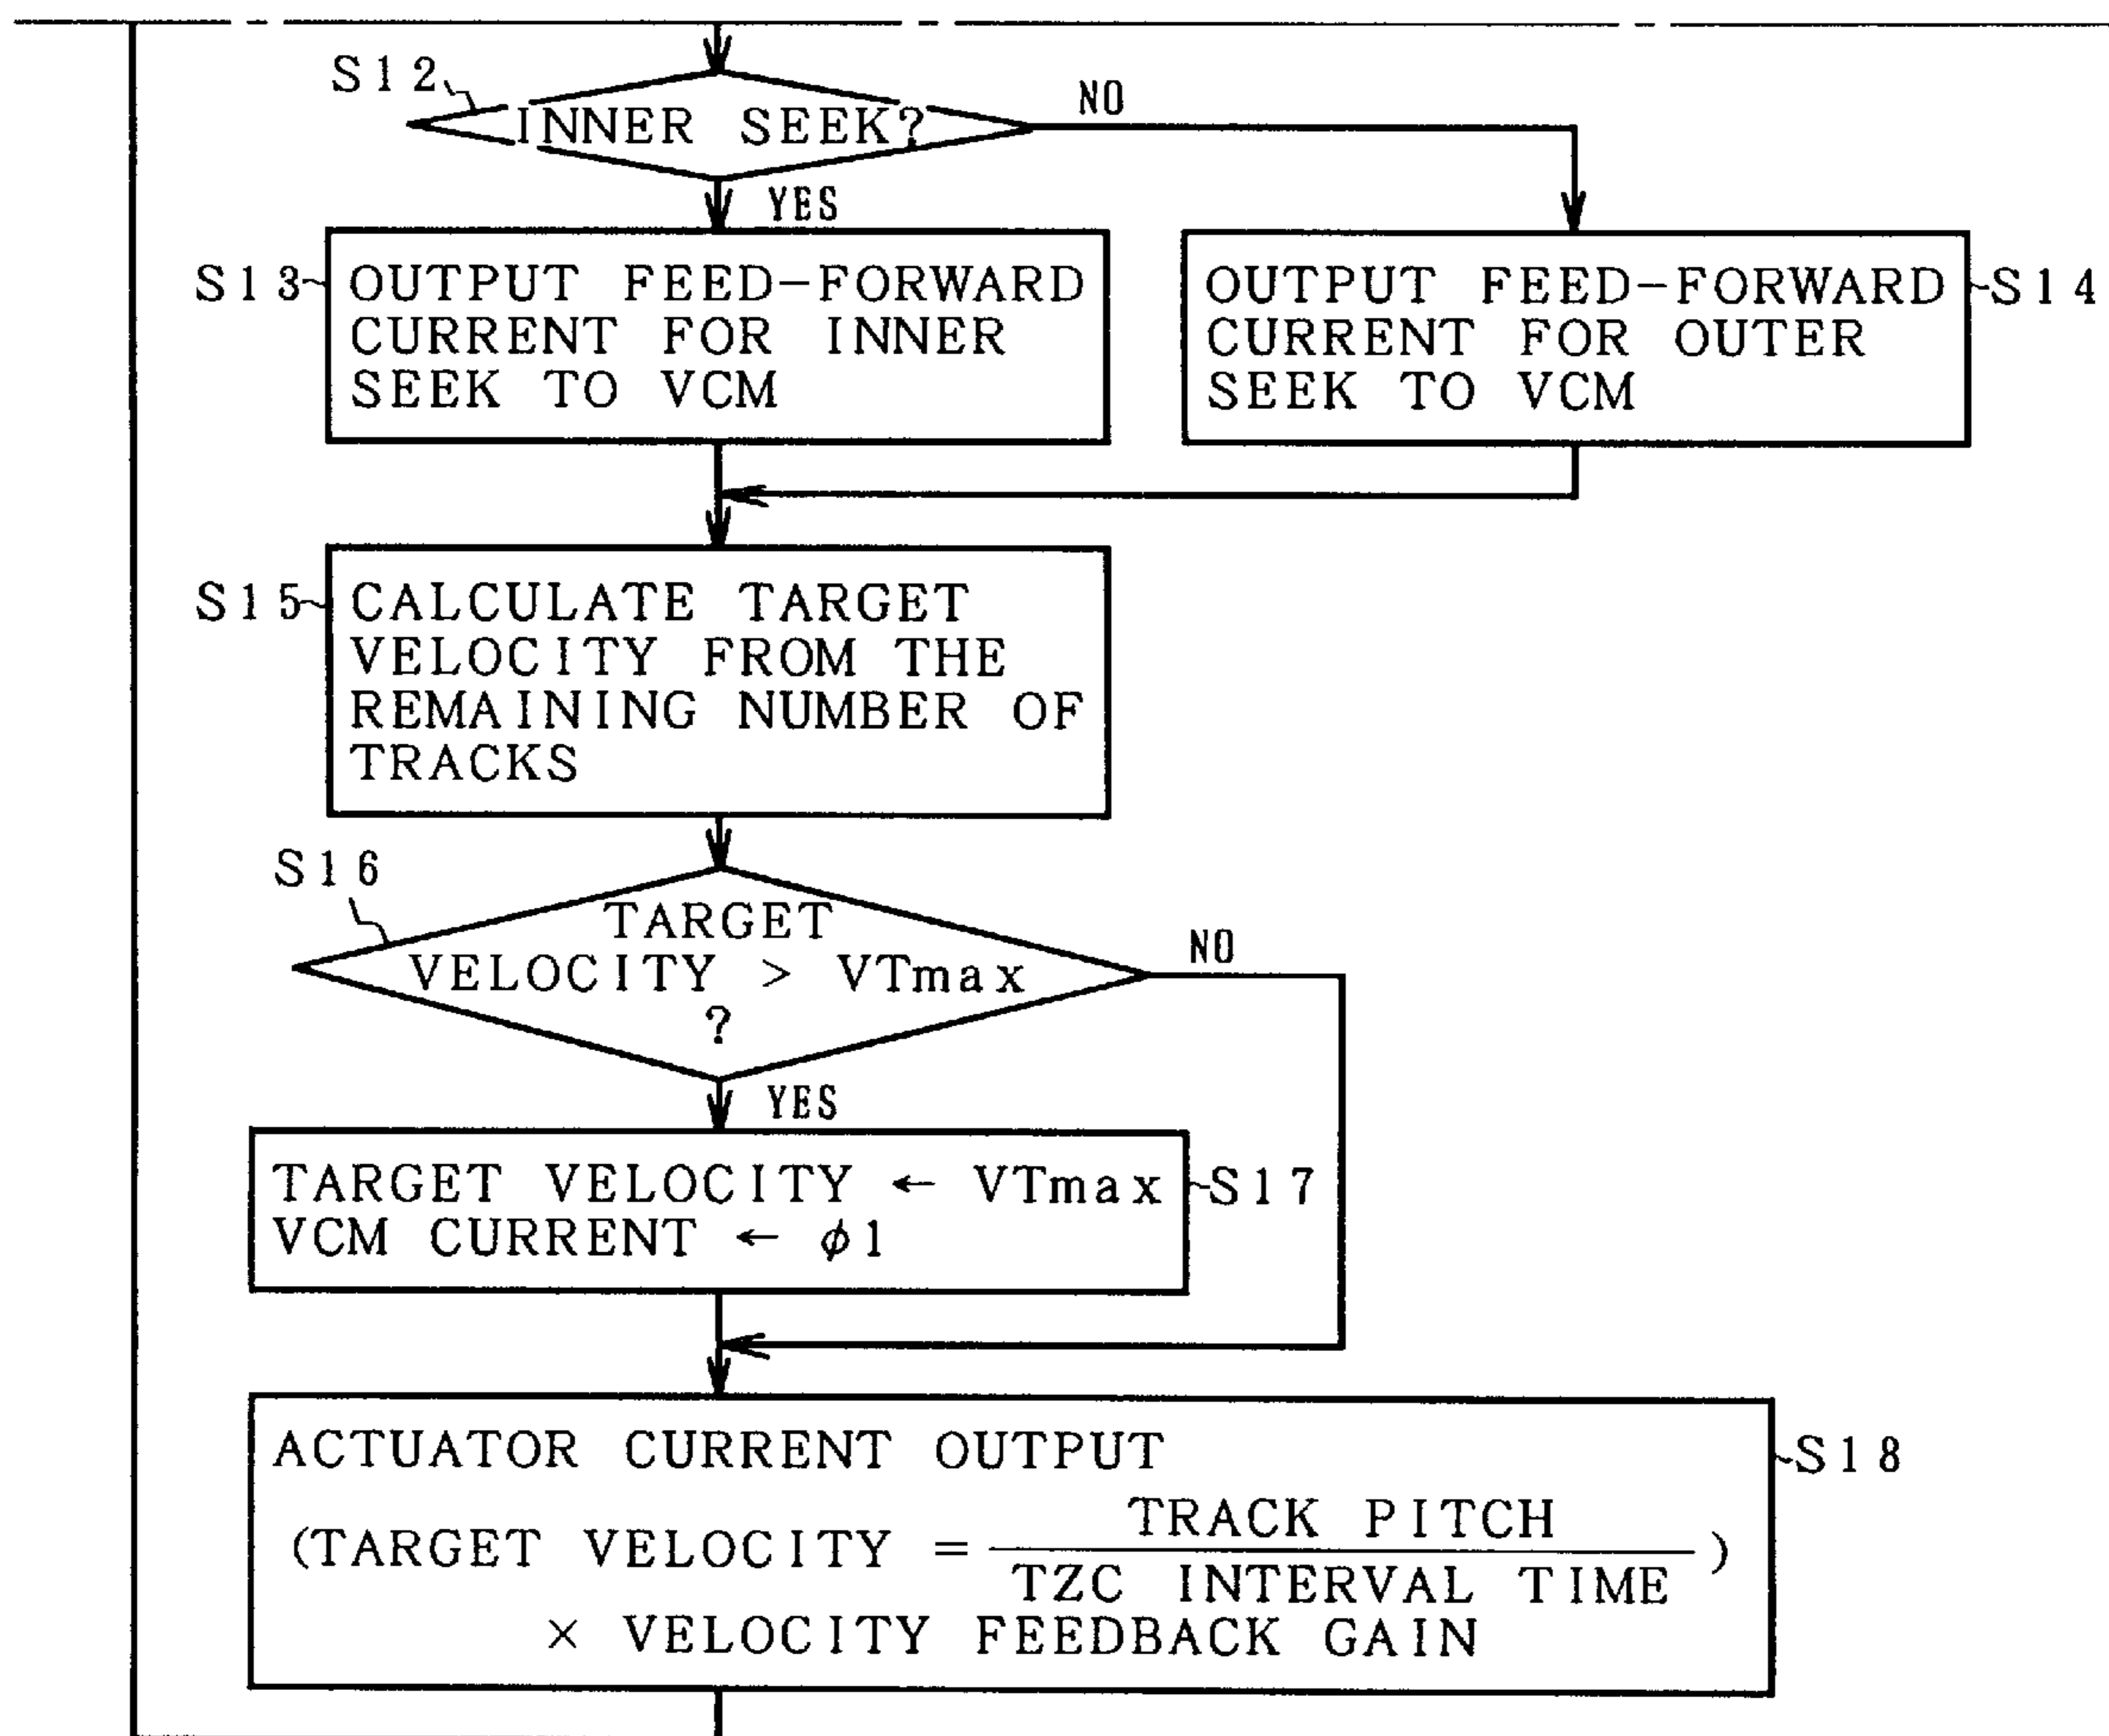 S12
INNER SEEK?
NO
YES
S13
OUTPUT FEED-FORWARD
CURRENT FOR INNER
SEEK TO VCM
OUTPUT FEED-FORWARD
CURRENT FOR OUTER
SEEK TO VCM
S14
S15
CALCULATE TARGET
VELOCITY FROM THE
REMAINING NUMBER OF
TRACKS
S16
TARGET
VELOCITY > VTmax
?
NO
YES
TARGET VELOCITY ← VTmax
VCM CURRENT ← ϕ1
S17
ACTUATOR CURRENT OUTPUT
S18
TRACK PITCH
(TARGET VELOCITY = )
TZC INTERVAL TIME
× VELOCITY FEEDBACK GAIN